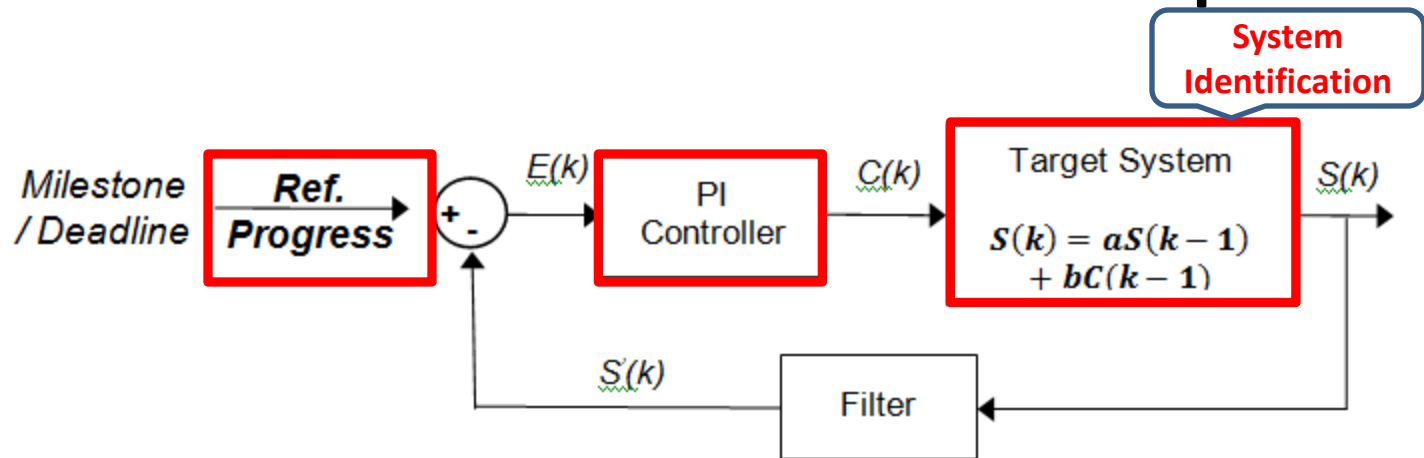 System
Identification
Milestone
/ Deadline
Ref.
Progress
+
-
E(k)
PI
Controller
C(k)
Target System
S(k) = aS(k − 1)
+ bC(k − 1)
S(k)
S'(k)
Filter